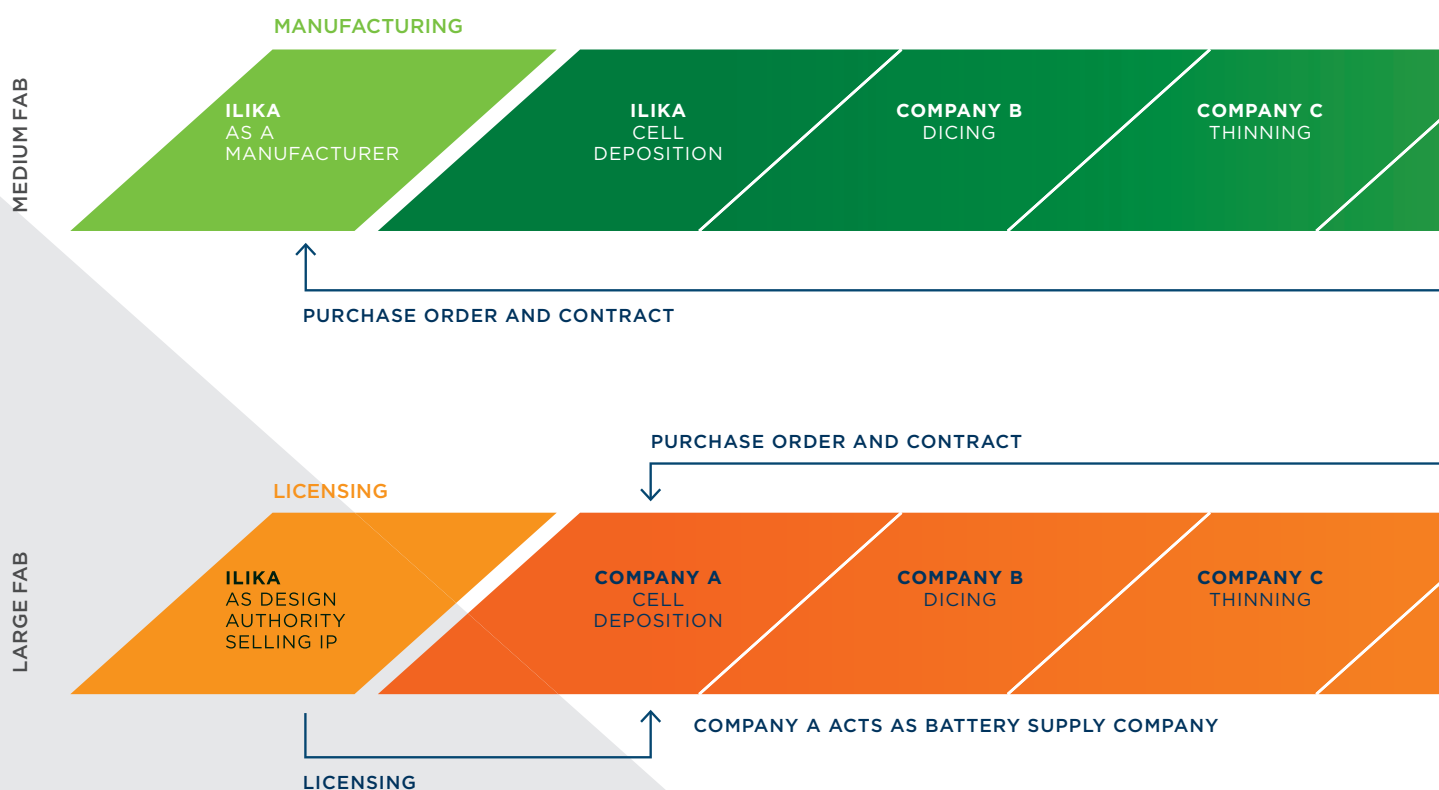 MANUFACTURING
MEDIUM FAB
ILIKA
AS A
MANUFACTURER
ILIKA
CELL
DEPOSITION
COMPANY B
DICING
COMPANY C
THINNING
PURCHASE ORDER AND CONTRACT
PURCHASE ORDER AND CONTRACT
LICENSING
LARGE FAB
ILIKA
AS DESIGN
AUTHORITY
SELLING IP
COMPANY A
CELL
DEPOSITION
COMPANY B
DICING
COMPANY C
THINNING
COMPANY A ACTS AS BATTERY SUPPLY COMPANY
LICENSING